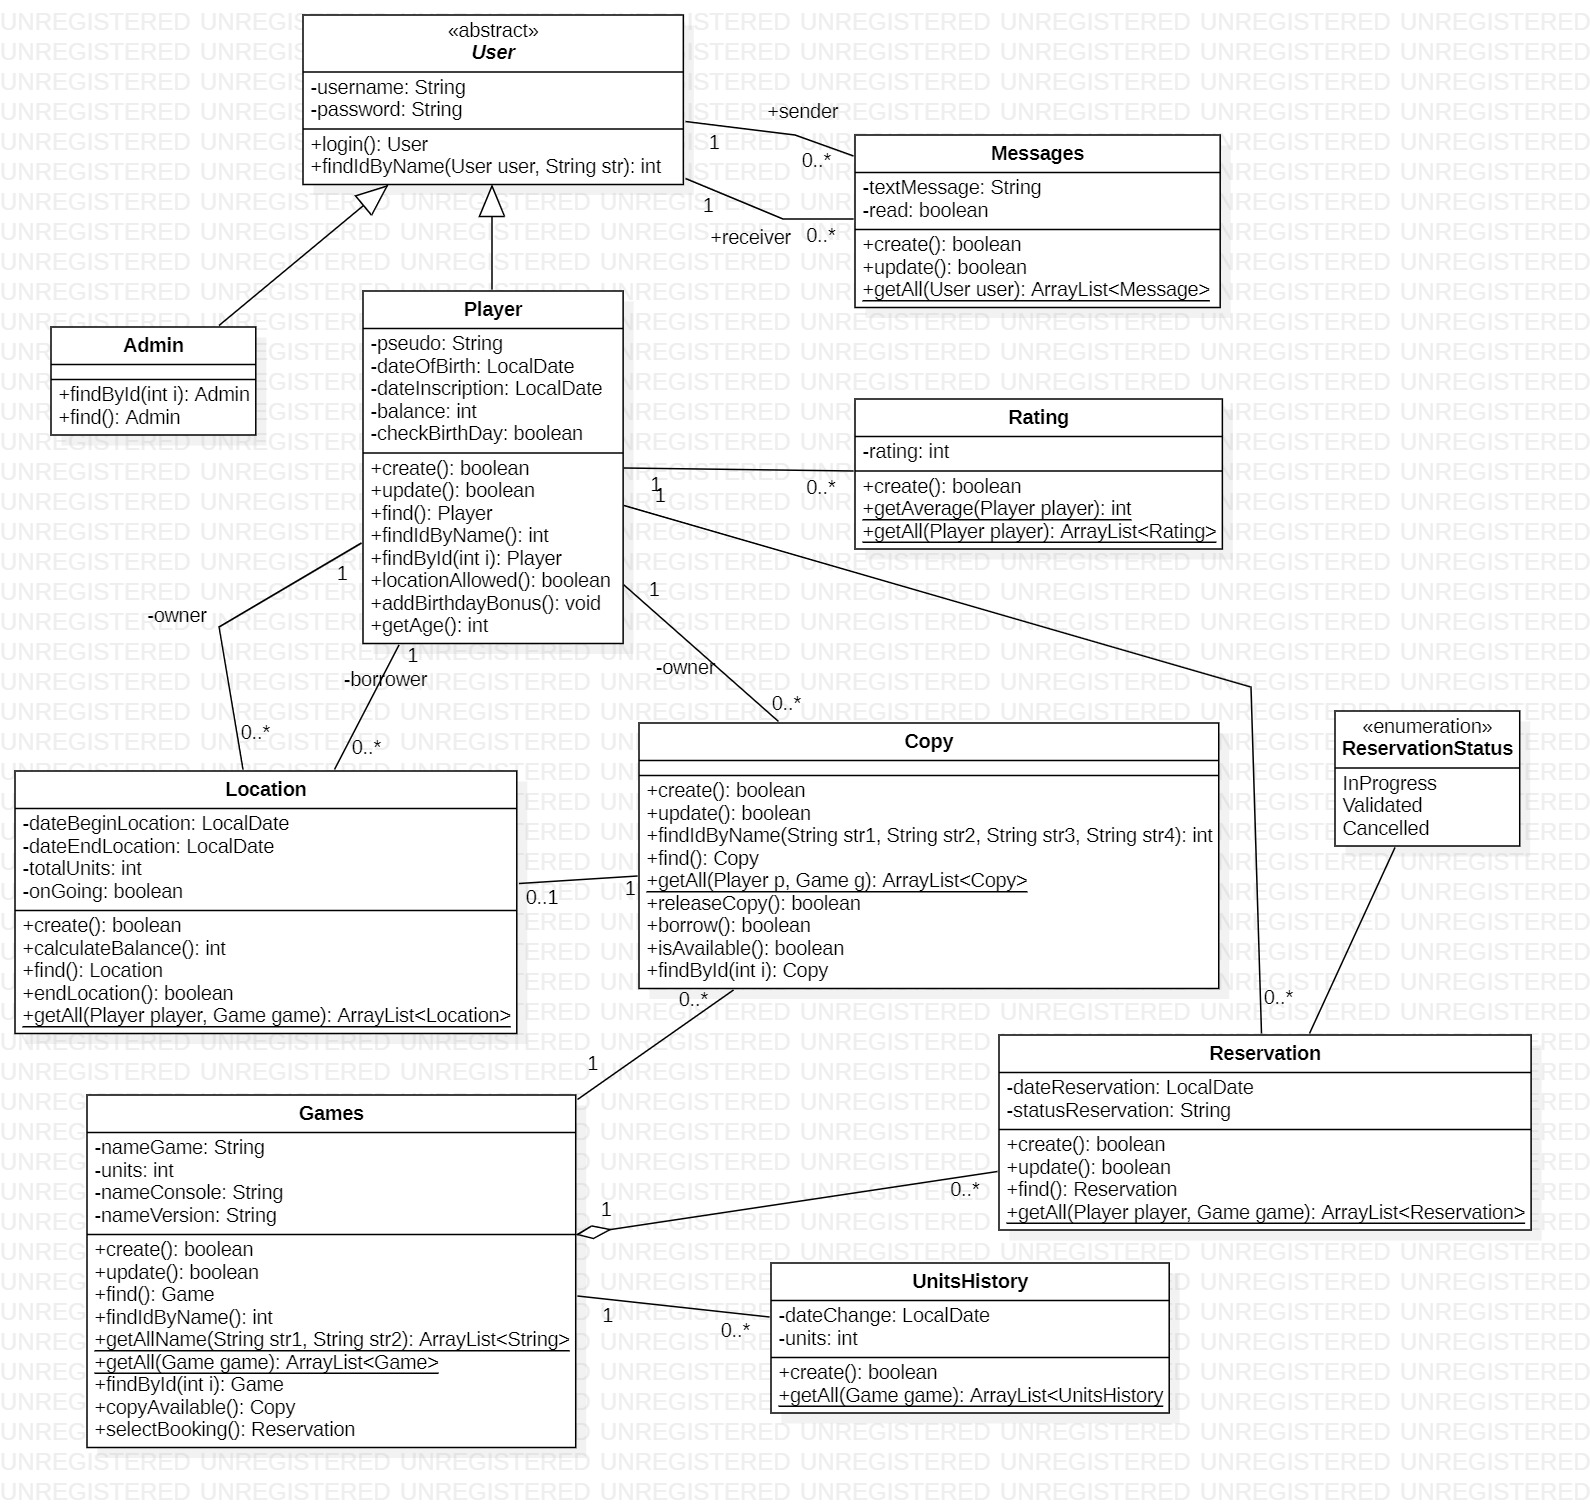 «abstract»
User
-username: String
-password: String
+login(): User
+findIdByName(User user, String str): int
+sender
1
0..*
1
+receiver
0..*
Messages
-textMessage: String
-read: boolean
+create(): boolean
+update(): boolean
+getAll(User user): ArrayList<Message>
Admin
+findById(int i): Admin
+find(): Admin
Player
-pseudo: String
-dateOfBirth: LocalDate
-dateInscription: LocalDate
-balance: int
-checkBirthDay: boolean
+create(): boolean
+update(): boolean
+find(): Player
+findIdByName(): int
+findById(int i): Player
+locationAllowed(): boolean
+addBirthdayBonus(): void
+getAge(): int
1
0..*
1
Rating
-rating: int
+create(): boolean
+getAverage(Player player): int
+getAll(Player player): ArrayList<Rating>
1
-owner
0..*
1
-borrower
0..*
1
-owner
0..*
Location
-dateBeginLocation: LocalDate
-dateEndLocation: LocalDate
-totalUnits: int
-onGoing: boolean
+create(): boolean
+calculateBalance(): int
+find(): Location
+endLocation(): boolean
+getAll(Player player, Game game): ArrayList<Location>
0..1
1
Copy
+create(): boolean
+update(): boolean
+findIdByName(String str1, String str2, String str3, String str4): int
+find(): Copy
+getAll(Player p, Game g): ArrayList<Copy>
+releaseCopy(): boolean
+borrow(): boolean
+isAvailable(): boolean
+findById(int i): Copy
«enumeration»
ReservationStatus
InProgress
Validated
Cancelled
0..*
0..*
1
Games
-nameGame: String
-units: int
-nameConsole: String
-nameVersion: String
+create(): boolean
+update(): boolean
+find(): Game
+findIdByName(): int
+getAllName(String str1, String str2): ArrayList<String>
+getAll(Game game): ArrayList<Game>
+findById(int i): Game
+copyAvailable(): Copy
+selectBooking(): Reservation
Reservation
-dateReservation: LocalDate
-statusReservation: String
+create(): boolean
+update(): boolean
+find(): Reservation
+getAll(Player player, Game game): ArrayList<Reservation>
1
0..*
1
0..*
UnitsHistory
-dateChange: LocalDate
-units: int
+create(): boolean
+getAll(Game game): ArrayList<UnitsHistory
UNREGISTERED